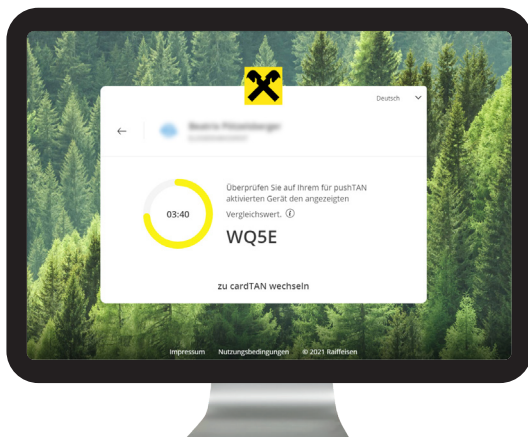 Deutsch
03:40
Überprüfen Sie auf Ihrem für pushTAN
aktivierten Gerät den angezeigten
Vergleichswert.
WQ5E
zu cardTAN wechseln
Impressum Nutzungsbedingungen © 2021 Raiffeisen